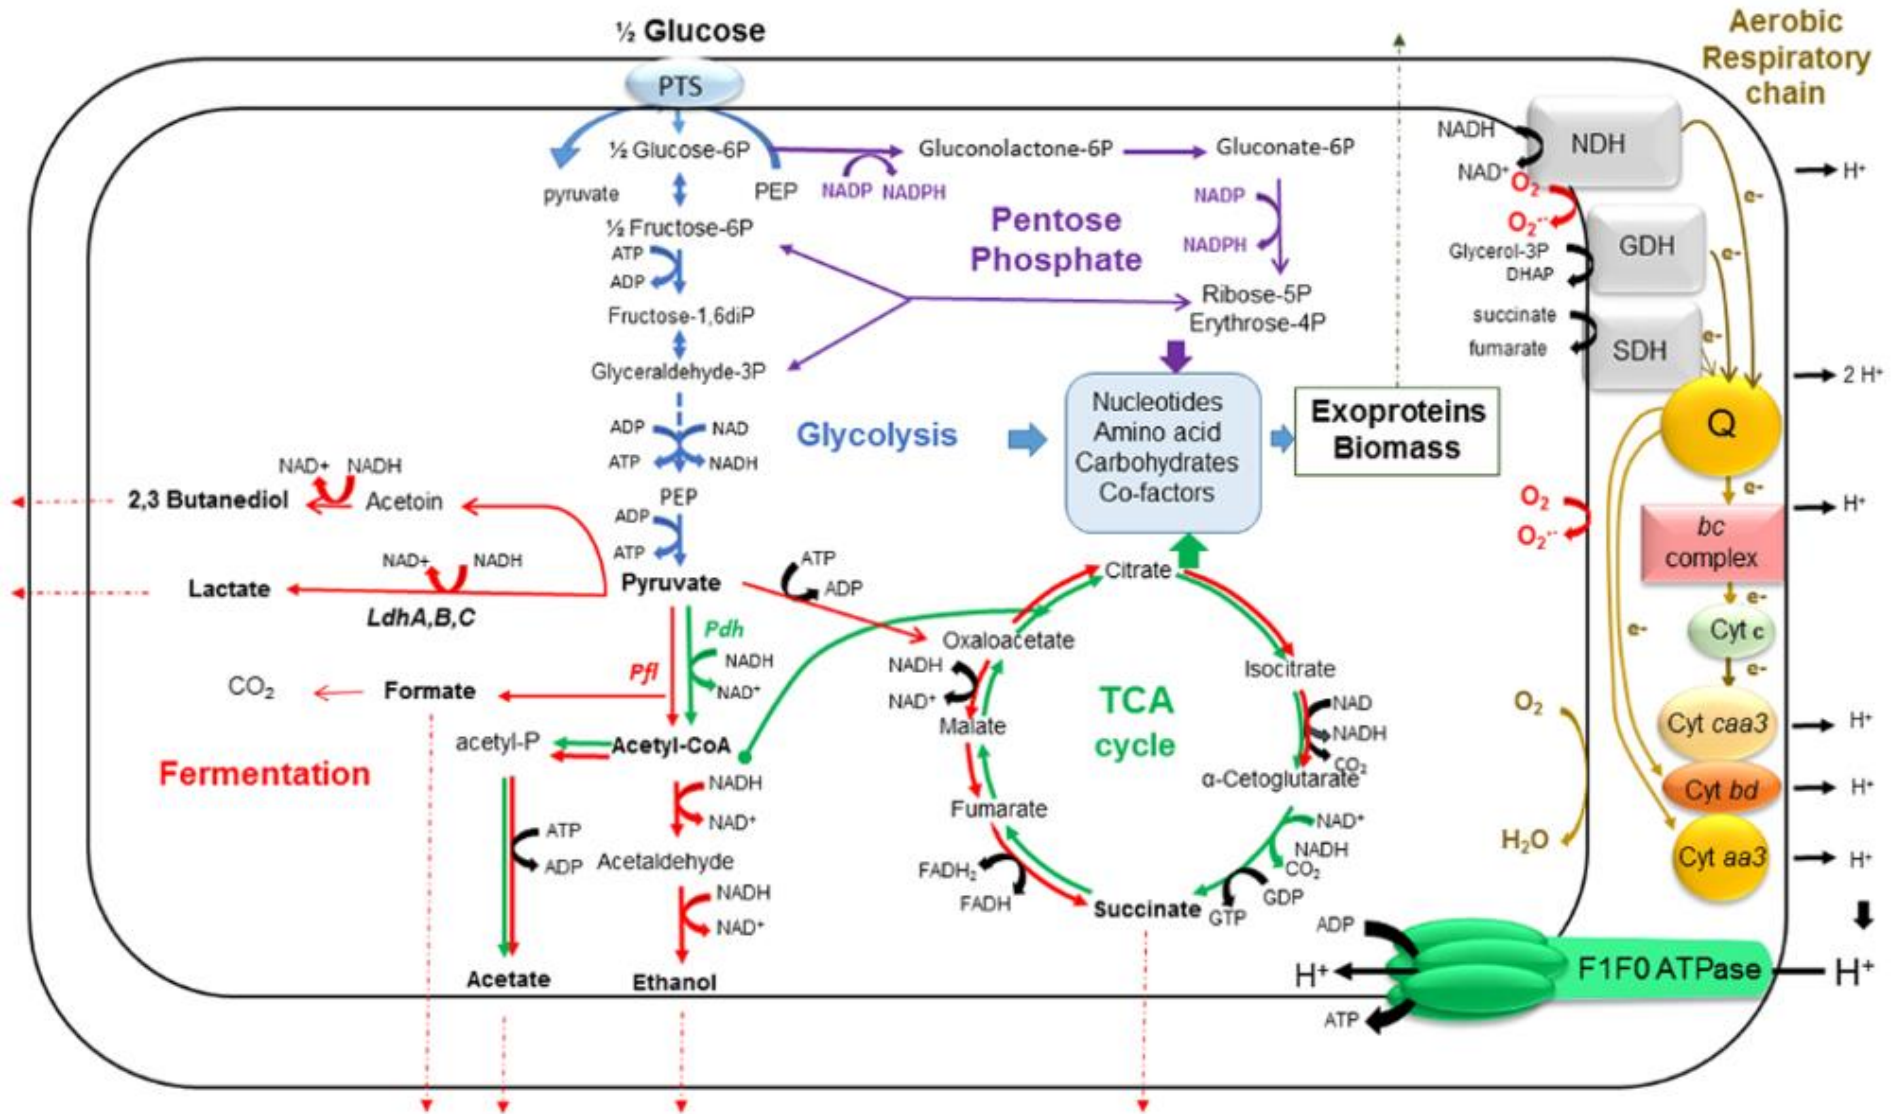 ½ Glucose
PTS
½ Glucose-6P
pyruvate
PEP
NADP NADPH
Gluconolactone-6P
Gluconate-6P
NADP
NADPH
Pentose
Phosphate
½ Fructose-6P
ATP
ADP
Fructose-1,6diP
Glyceraldehyde-3P
Ribose-5P
Erythrose-4P
ADP
NAD
ATP
NADH
Glycolysis
Nucleotides
Amino acid
Carbohydrates
Co-factors
Exoproteins
Biomass
PEP
ADP
ATP
Pyruvate
NAD+ NADH
2,3 Butanediol
Acetoin
NAD+
NADH
Lactate
LdhA,B,C
ATP
ADP
Pdh
NADH
NAD⁺
Pfl
CO₂
Formate
acetyl-P
Acetyl-CoA
Fermentation
NADH
NAD⁺
ATP
ADP
Acetaldehyde
NADH
NAD⁺
Acetate
Ethanol
Citrate
Oxaloacetate
NADH
NAD⁺
Malate
Fumarate
FADH₂
FADH
Succinate
TCA
cycle
Isocitrate
NAD
NADH
CO₂
α-Cetoglutarate
NAD⁺
NADH
CO₂
GDP
GTP
Aerobic
Respiratory
chain
NADH
NAD⁺
NDH
O₂
O₂·-
Glycerol-3P
DHAP
GDH
succinate
fumarate
SDH
e-
e-
e-
Q
e-
O₂
O₂·-
bc
complex
e-
Cyt c
e-
e-
O₂
H₂O
Cyt caa3
Cyt bd
Cyt aa3
H⁺
2 H⁺
H⁺
H⁺
H⁺
H⁺
ADP
H⁺
ATP
F1F0 ATPase
H⁺